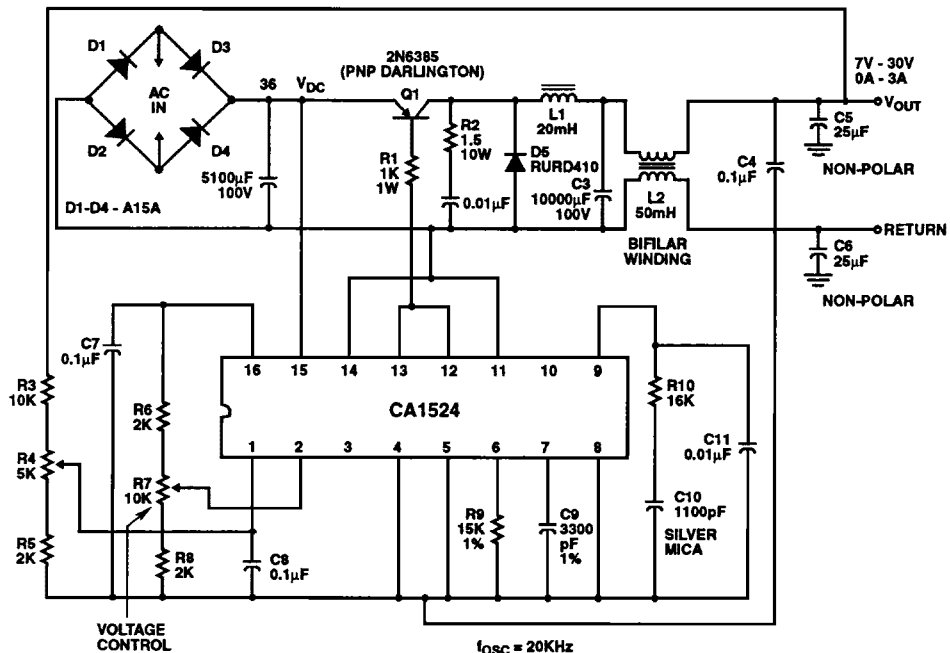 D1
D3
AC
IN
D2
D4
D1-D4 - A15A
36
VDC
5100μF
100V
2N6385
(PNP DARLINGTON)
Q1
R1
1K
1W
R2
1.5
10W
0.01μF
D5
RURD410
L1
20mH
C3
10000μF
100V
L2
50mH
BIFILAR
WINDING
7V - 30V
0A - 3A
VOUT
C5
25μF
NON-POLAR
C4
0.1μF
RETURN
C6
25μF
NON-POLAR
C7
0.1μF
R3
10K
R4
5K
R5
2K
R6
2K
R7
10K
R8
2K
VOLTAGE
CONTROL
16 15 14 13 12 11 10 9
CA1524
1 2 3 4 5 6 7 8
C8
0.1μF
R9
15K
1%
C9
3300
pF
1%
R10
16K
C10
1100pF
SILVER
MICA
C11
0.01μF
fOSC = 20KHz